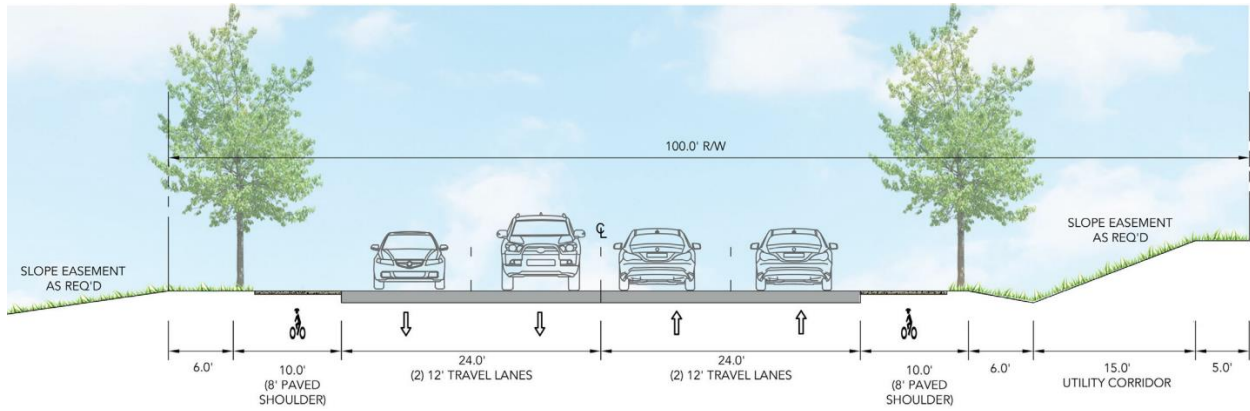 100.0' R/W
℄
SLOPE EASEMENT
AS REQ'D
SLOPE EASEMENT
AS REQ'D
6.0'
10.0'
(8' PAVED
SHOULDER)
24.0'
(2) 12' TRAVEL LANES
24.0'
(2) 12' TRAVEL LANES
10.0'
(8' PAVED
SHOULDER)
6.0'
15.0'
UTILITY CORRIDOR
5.0'